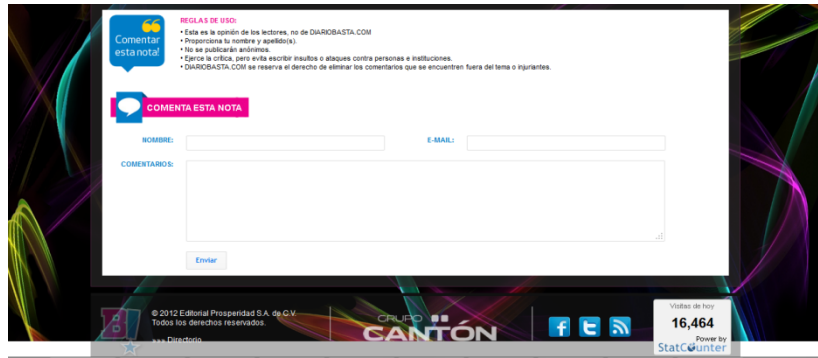 Comentar
esta nota!
REGLAS DE USO:
• Esta es la opinión de los lectores, no de DIARIOBASTA.COM
• Proporciona tu nombre y apellido(s).
• No se publicarán anónimos.
• Ejerce la crítica, pero evita escribir insultos o ataques contra personas e instituciones.
• DIARIOBASTA.COM se reserva el derecho de eliminar los comentarios que se encuentren fuera del tema o injuriantes.
COMENTA ESTA NOTA
NOMBRE:
E-MAIL:
COMENTARIOS:
Enviar
© 2012 Editorial Prosperidad S.A. de C.V.
Todos los derechos reservados.
>>> Directorio
GRUPO
CANTÓN
Visitas de hoy
16,464
Power by
StatCounter